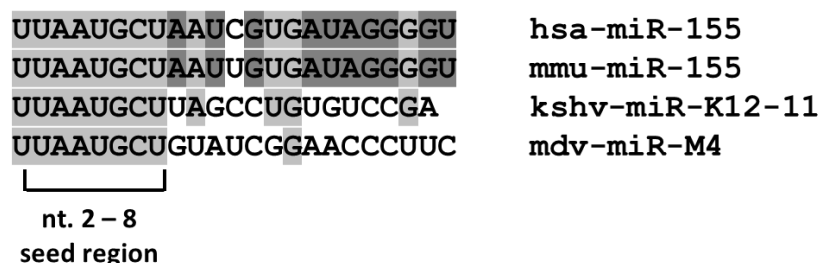 UUAAUGCUAAUCGUGAUAGGGGU hsa-miR-155
UUAAUGCUAAUUGUGAUAGGGGU mmu-miR-155
UUAAUGCUUAGCCUGUGUCCGA kshv-miR-K12-11
UUAAUGCUGUAUCGGAACCCUUC mdv-miR-M4
nt. 2 – 8
seed region